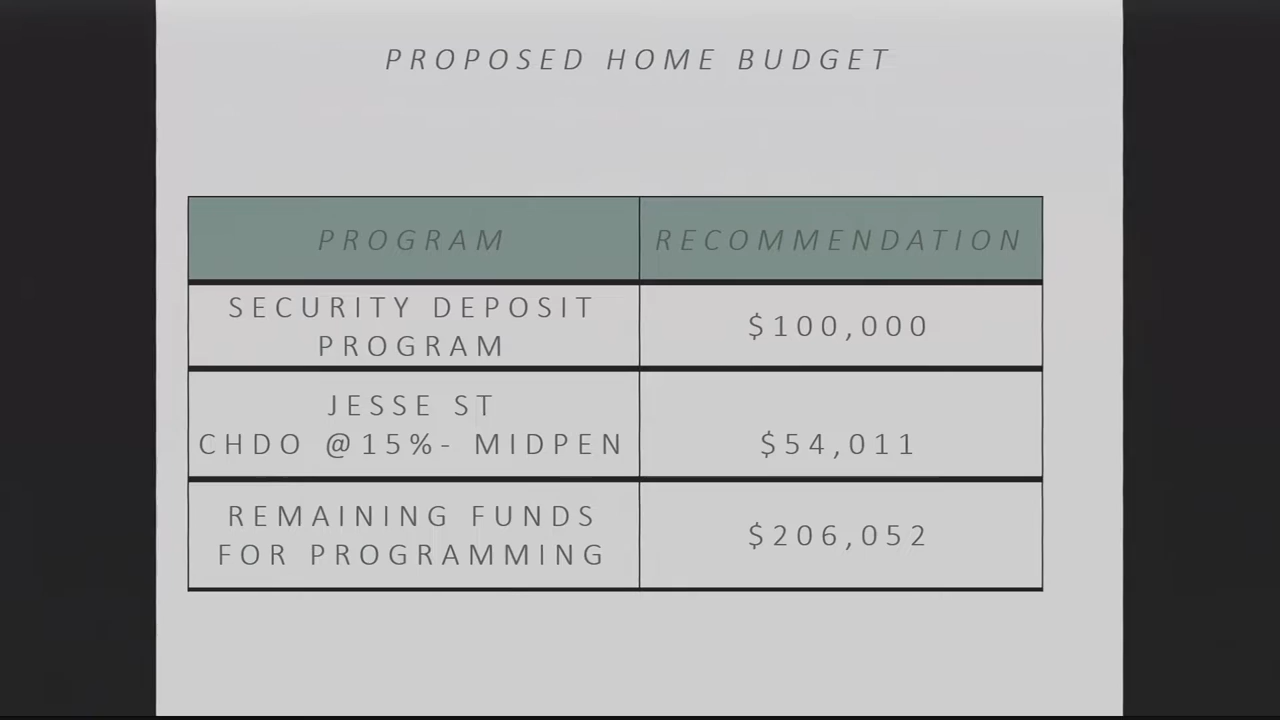 PROPOSED HOME BUDGET
PROGRAM
RECOMMENDATION
SECURITY DEPOSIT
PROGRAM
$100,000
JESSE ST
CHDO @15%- MIDPEN
$54,011
REMAINING FUNDS
FOR PROGRAMMING
$206,052